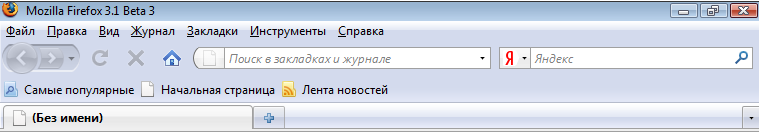 Mozilla Firefox 3.1 Beta 3
Файл Правка Вид Журнал Закладки Инструменты Справка
Поиск в закладках и журнале Я Яндекс
Самые популярные Начальная страница Лента новостей
(Без имени)